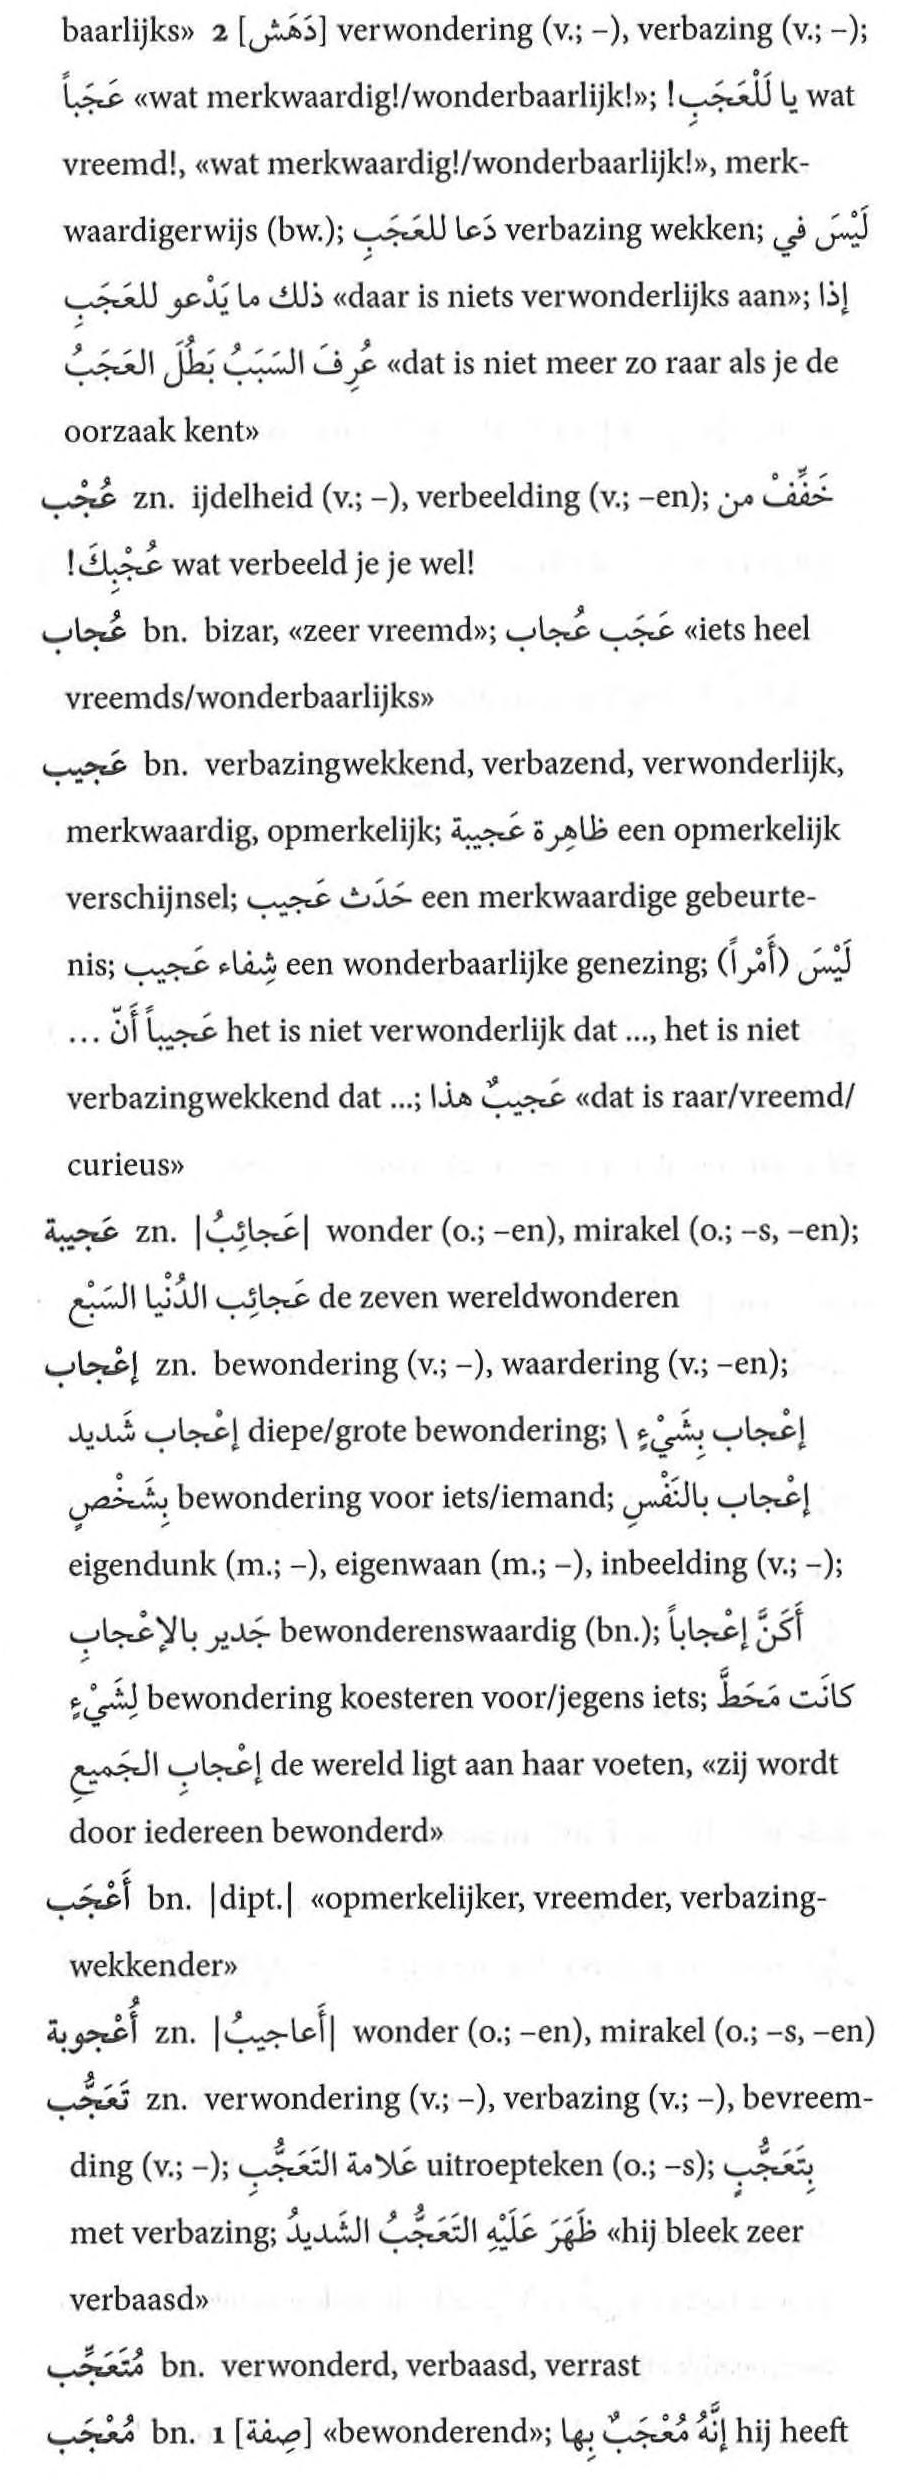 baarlijks» 2 [دَهَش] verwondering (v.; –), verbazing (v.; –);
عَجَباً «wat merkwaardig!/wonderbaarlijk!»; يا لَلْعَجَبِ! wat
vreemd!, «wat merkwaardig!/wonderbaarlijk!», merk-
waardigerwijs (bw.); دَعا للعَجَبِ verbazing wekken; لَيْسَ في
ذلك ما يَدْعو للعَجَبِ «daar is niets verwonderlijks aan»; إذا
عُرِفَ السَبَبُ بَطُلَ العَجَبُ «dat is niet meer zo raar als je de
oorzaak kent»
عُجْب zn. ijdelheid (v.; –), verbeelding (v.; –en); خَفِّفْ من
عُجْبِكَ! wat verbeeld je je wel!
عُجاب bn. bizar, «zeer vreemd»; عَجَب عُجاب «iets heel
vreemds/wonderbaarlijks»
عَجيب bn. verbazingwekkend, verbazend, verwonderlijk,
merkwaardig, opmerkelijk; ظاهِرة عَجيبة een opmerkelijk
verschijnsel; حَدَث عَجيب een merkwaardige gebeurte-
nis; شِفاء عَجيب een wonderbaarlijke genezing; لَيْسَ (أَمْراً)
عَجيباً أَنّ ... het is niet verwonderlijk dat ..., het is niet
verbazingwekkend dat ...; عَجيبٌ هذا «dat is raar/vreemd/
curieus»
عَجيبة zn. |عَجائِبُ| wonder (o.; –en), mirakel (o.; –s, –en);
عَجائِب الدُنْيا السَبْع de zeven wereldwonderen
إعْجاب zn. bewondering (v.; –), waardering (v.; –en);
إعْجاب شَديد diepe/grote bewondering; إعْجاب بِشَيْءٍ \
بِشَخْصٍ bewondering voor iets/iemand; إعْجاب بالنَفْسِ
eigendunk (m.; –), eigenwaan (m.; –), inbeelding (v.; –);
جَدير بالإعْجابِ bewonderenswaardig (bn.); أَكَنَّ إعْجاباً
لِشَيْءٍ bewondering koesteren voor/jegens iets; كانَت مَحَطَّ
إعْجابِ الجَميعِ de wereld ligt aan haar voeten, «zij wordt
door iedereen bewonderd»
أَعْجَب bn. |dipt.| «opmerkelijker, vreemder, verbazing-
wekkender»
أُعْجوبة zn. |أَعاجيبُ| wonder (o.; –en), mirakel (o.; –s, –en)
تَعَجُّب zn. verwondering (v.; –), verbazing (v.; –), bevreem-
ding (v.; –); عَلامة التَعَجُّبِ uitroepteken (o.; –s); بِتَعَجُّبٍ
met verbazing; ظَهَرَ عَلَيْهِ التَعَجُّبُ الشَديدُ «hij bleek zeer
verbaasd»
مُتَعَجِّب bn. verwonderd, verbaasd, verrast
مُعْجَب bn. 1 [صِفة] «bewonderend»; إنَّهُ مُعْجَبٌ بِها hij heeft